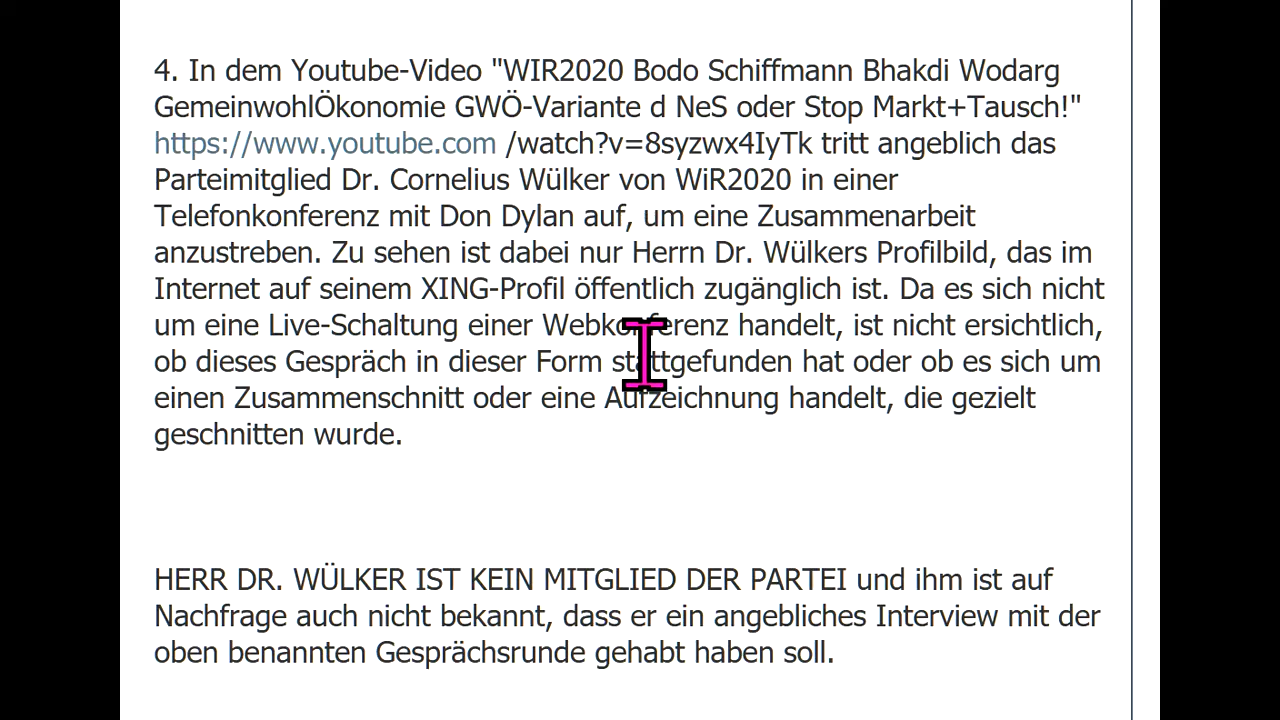 4. In dem Youtube-Video "WIR2020 Bodo Schiffmann Bhakdi Wodarg
GemeinwohlÖkonomie GWÖ-Variante d NeS oder Stop Markt+Tausch!"
https://www.youtube.com /watch?v=8syzwx4IyTk tritt angeblich das
Parteimitglied Dr. Cornelius Wülker von WiR2020 in einer
Telefonkonferenz mit Don Dylan auf, um eine Zusammenarbeit
anzustreben. Zu sehen ist dabei nur Herrn Dr. Wülkers Profilbild, das im
Internet auf seinem XING-Profil öffentlich zugänglich ist. Da es sich nicht
um eine Live-Schaltung einer Webkonferenz handelt, ist nicht ersichtlich,
ob dieses Gespräch in dieser Form stattgefunden hat oder ob es sich um
einen Zusammenschnitt oder eine Aufzeichnung handelt, die gezielt
geschnitten wurde.
HERR DR. WÜLKER IST KEIN MITGLIED DER PARTEI und ihm ist auf
Nachfrage auch nicht bekannt, dass er ein angebliches Interview mit der
oben benannten Gesprächsrunde gehabt haben soll.